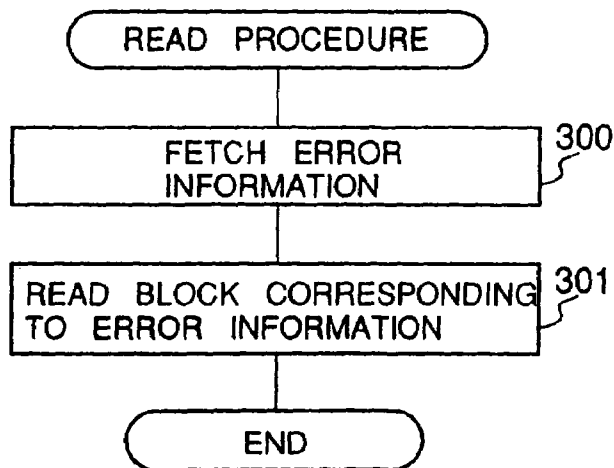 READ PROCEDURE
FETCH ERROR
INFORMATION
300
READ BLOCK CORRESPONDING
TO ERROR INFORMATION
301
END